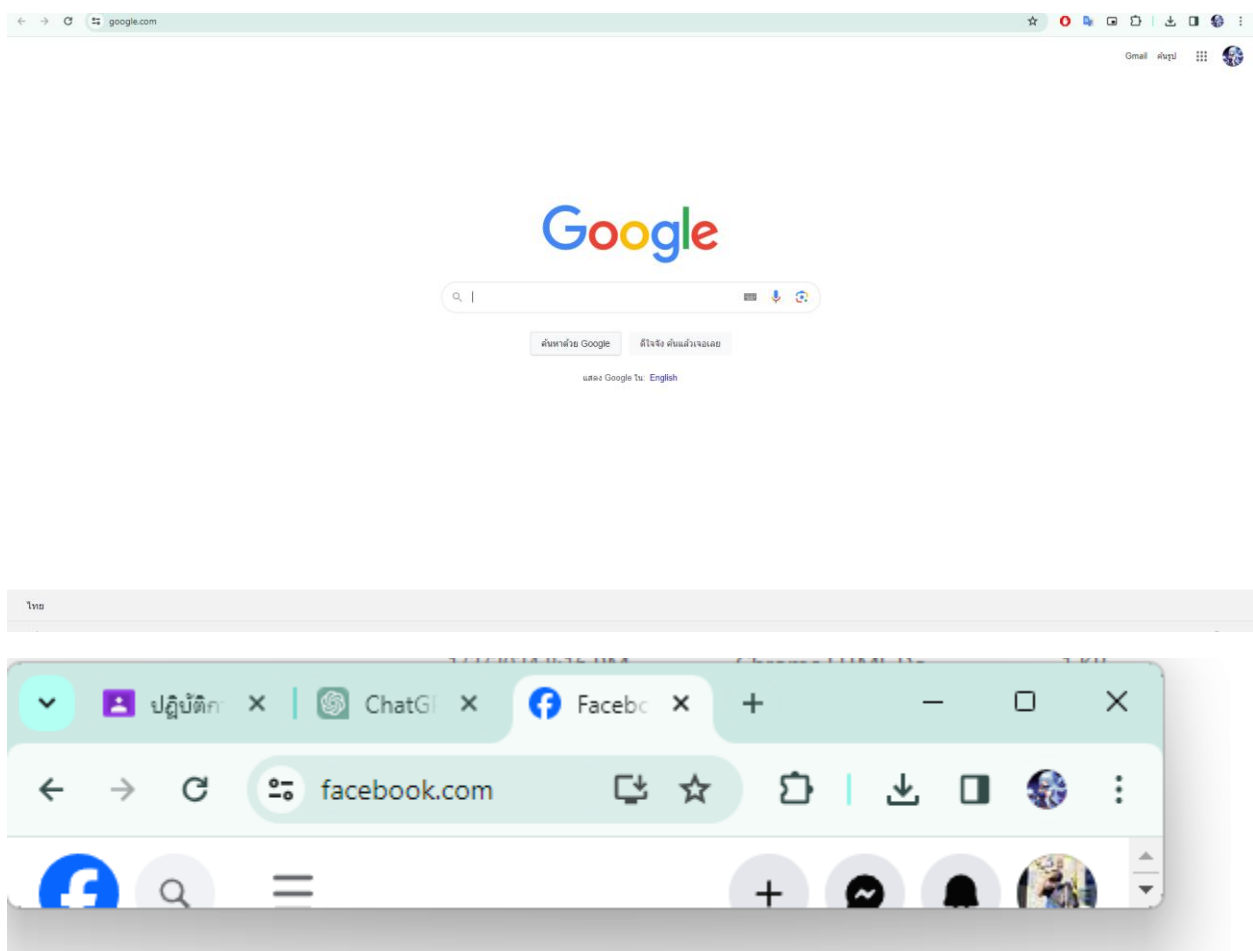 google.com
Gmail ค้นรูป
Google
ค้นหาด้วย Google ดีใจจัง ค้นแล้วเจอเลย
แสดง Google ใน: English
ไทย
ปฏิบัติก ChatG Facebo
facebook.com